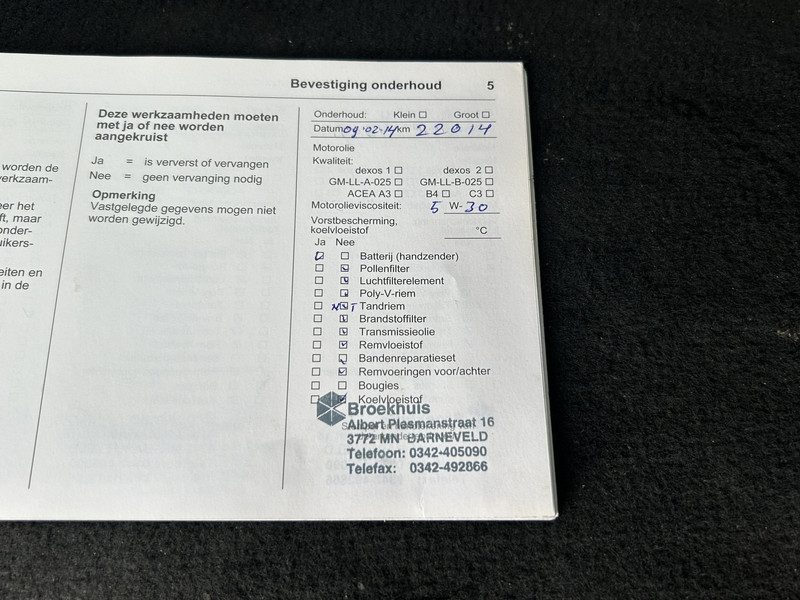 Bevestiging onderhoud 5
worden de
erkzaam-
er het
ft, maar
onder-
uikers-
eiten en
in de
Deze werkzaamheden moeten
met ja of nee worden
aangekruist
Ja = is ververst of vervangen
Nee = geen vervanging nodig
Opmerking
Vastgelegde gegevens mogen niet
worden gewijzigd.
Onderhoud: Klein ☐ Groot ☐
Datum 09-02-14 km 22014
Motorolie
Kwaliteit:
dexos 1 ☐ dexos 2 ☐
GM-LL-A-025 ☐ GM-LL-B-025 ☐
ACEA A3 ☐ B4 ☐ C3 ☐
Motorolieviscositeit: 5 W-30
Vorstbescherming,
koelvloeistof °C
Ja Nee
Batterij (handzender)
Pollenfilter
Luchtfilterelement
Poly-V-riem
NVT Tandriem
Brandstoffilter
Transmissieolie
Remvloeistof
Bandenreparatieset
Remvoeringen voor/achter
Bougies
Koelvloeistof
Broekhuis
Albert Plesmanstraat 16
3772 MN BARNEVELD
Telefoon: 0342-405090
Telefax: 0342-492866